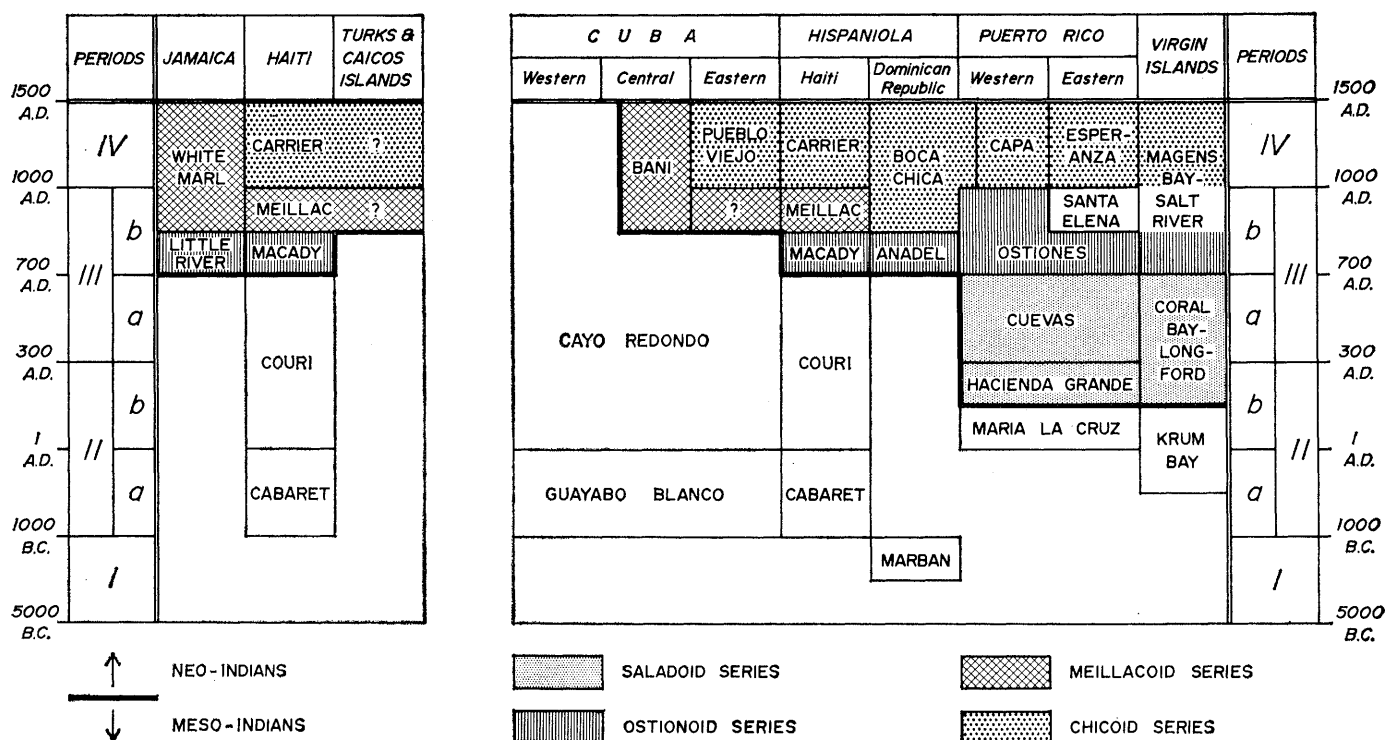 PERIODS
JAMAICA
HAITI
TURKS &
CAICOS
ISLANDS
1500
A.D.
IV
WHITE
MARL
CARRIER
?
1000
A.D.
MEILLAC
?
b
LITTLE
RIVER
MACADY
700
A.D.
III
a
COURI
300
A.D.
b
1
A.D.
II
a
CABARET
1000
B.C.
I
5000
B.C.
CUBA
HISPANIOLA
PUERTO RICO
VIRGIN
ISLANDS
PERIODS
Western
Central
Eastern
Haiti
Dominican
Republic
Western
Eastern
1500
A.D.
BANI
PUEBLO
VIEJO
CARRIER
BOCA
CHICA
CAPA
ESPER-
ANZA
MAGENS
BAY-
SALT
RIVER
IV
1000
A.D.
?
MEILLAC
SANTA
ELENA
b
MACADY
ANADEL
OSTIONES
700
A.D.
III
CAYO REDONDO
COURI
CUEVAS
CORAL
BAY-
LONG-
FORD
a
300
A.D.
HACIENDA GRANDE
b
MARIA LA CRUZ
KRUM
BAY
1
A.D.
II
GUAYABO BLANCO
CABARET
a
1000
B.C.
MARBAN
I
5000
B.C.
NEO-INDIANS
MESO-INDIANS
SALADOID SERIES
MEILLACOID SERIES
OSTIONOID SERIES
CHICOID SERIES